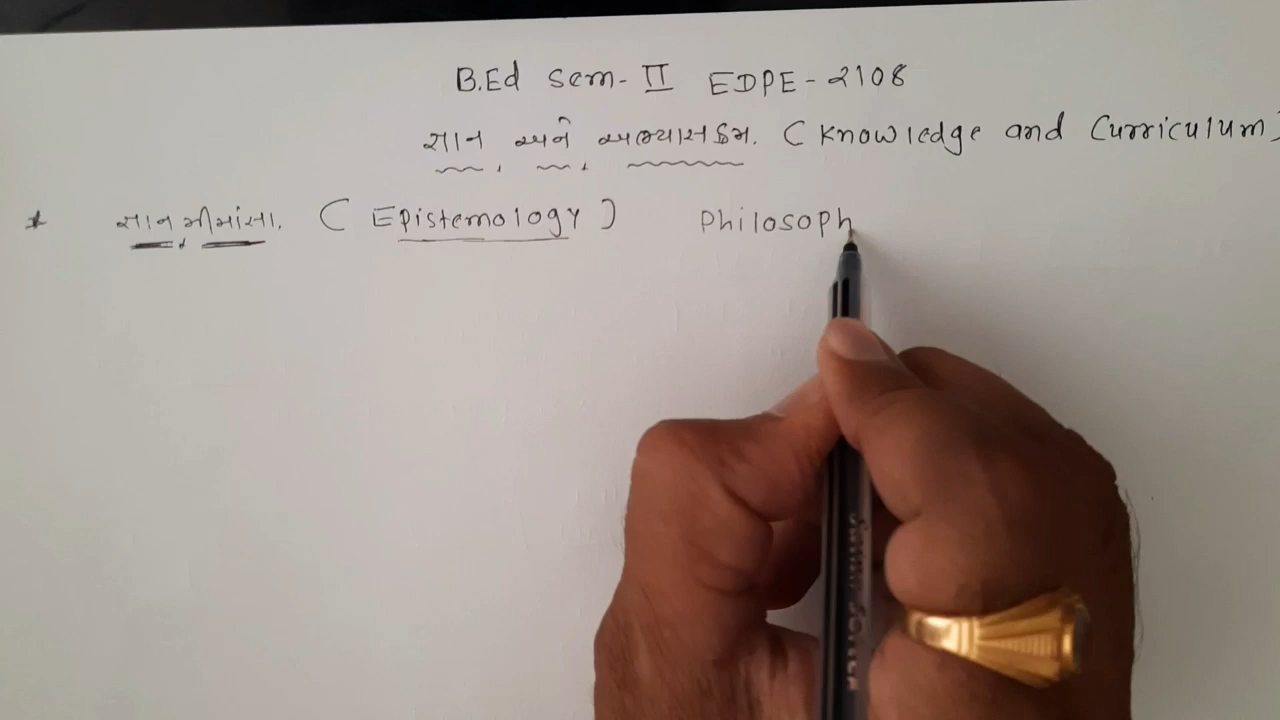 B.Ed Sem-II EDPE-2108
જ્ઞાન અને અભ્યાસક્રમ. (Knowledge and Curriculum)
* જ્ઞાનમીમાંસા. (Epistemology) Philosoph